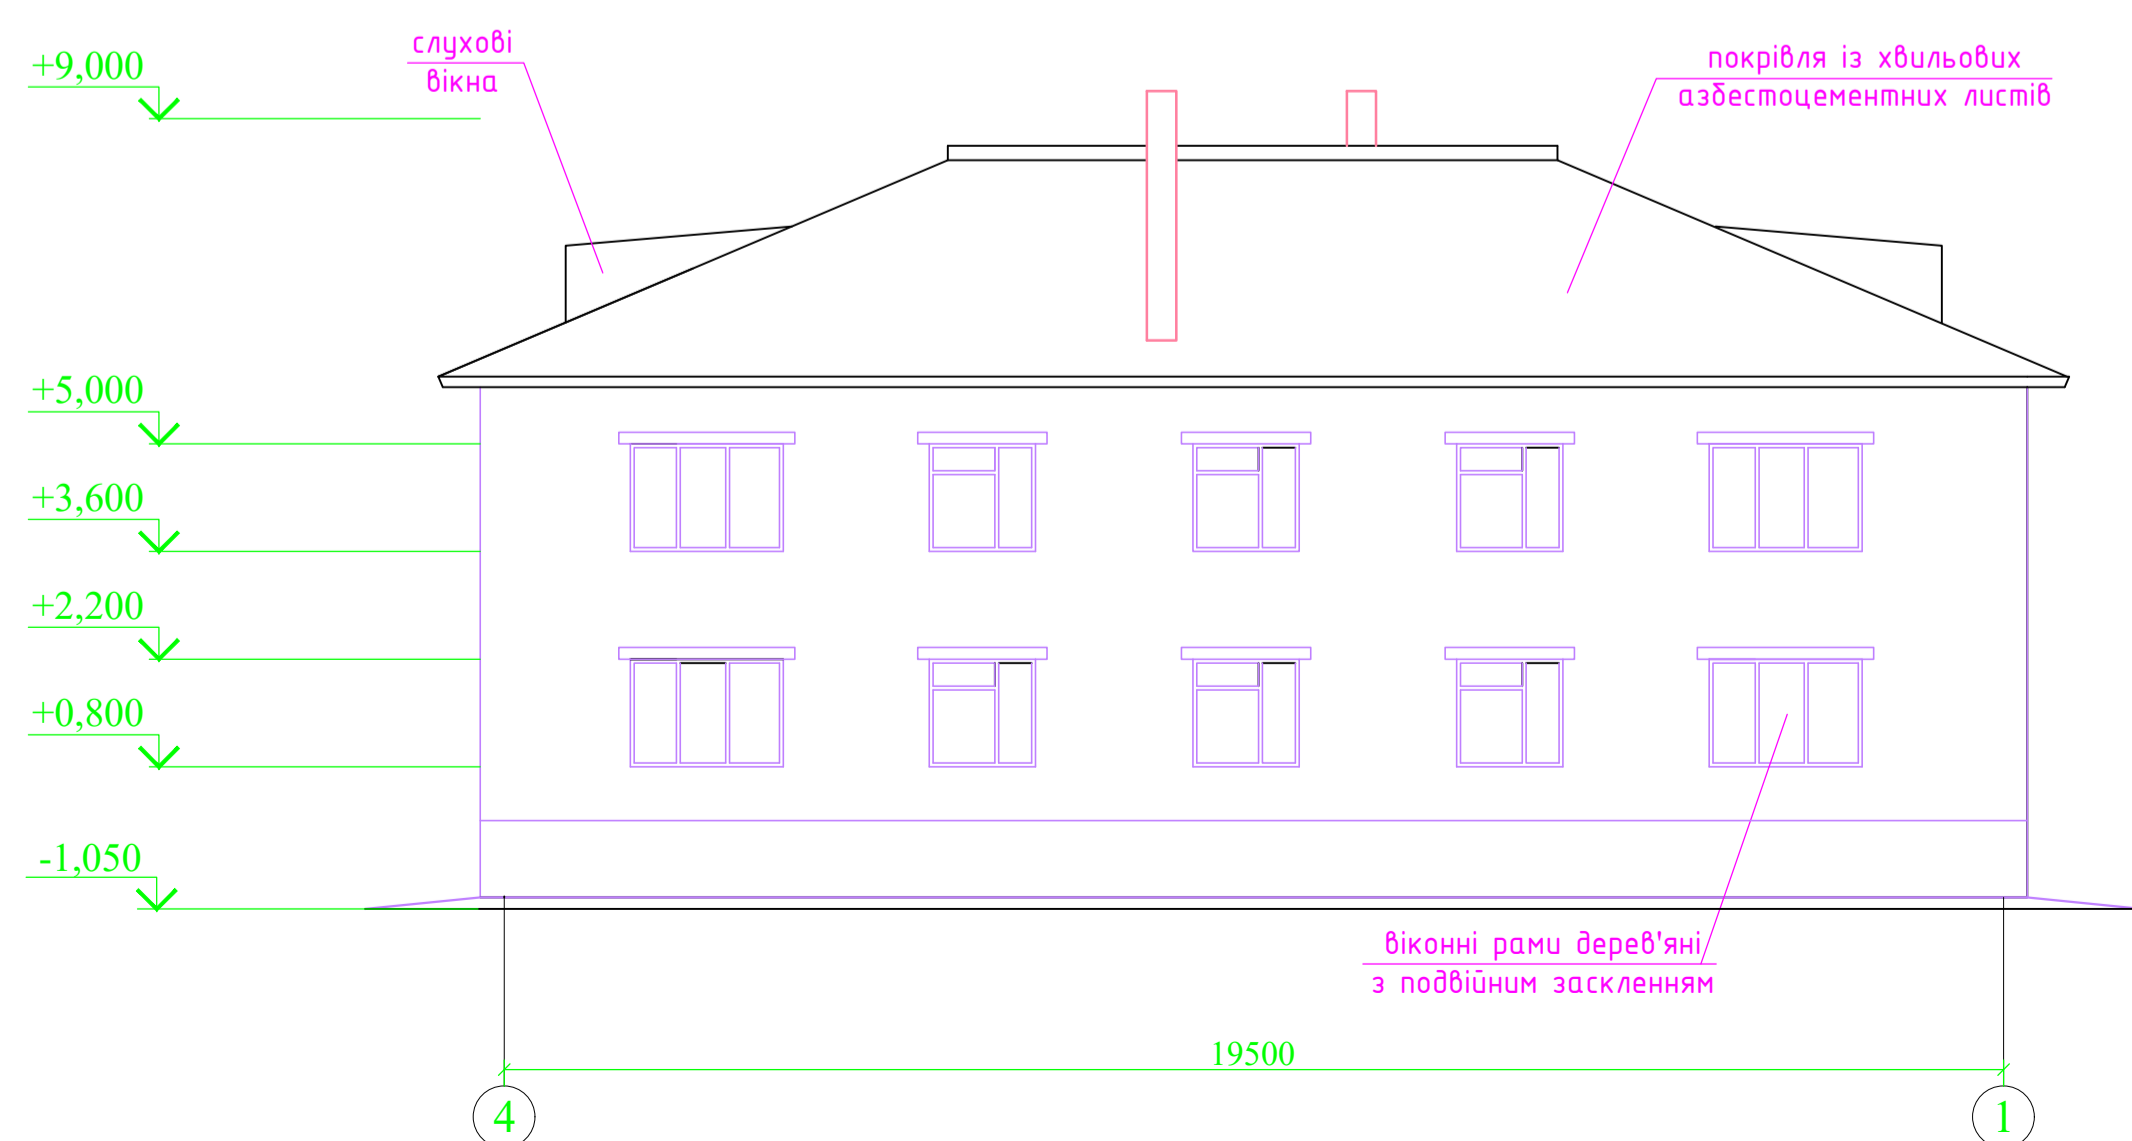 слухові
вікна
покрівля із хвильових
азбестоцементних листів
+9,000
+5,000
+3,600
+2,200
+0,800
-1,050
віконні рами дерев'яні
з подвійним заскленням
19500
4
1